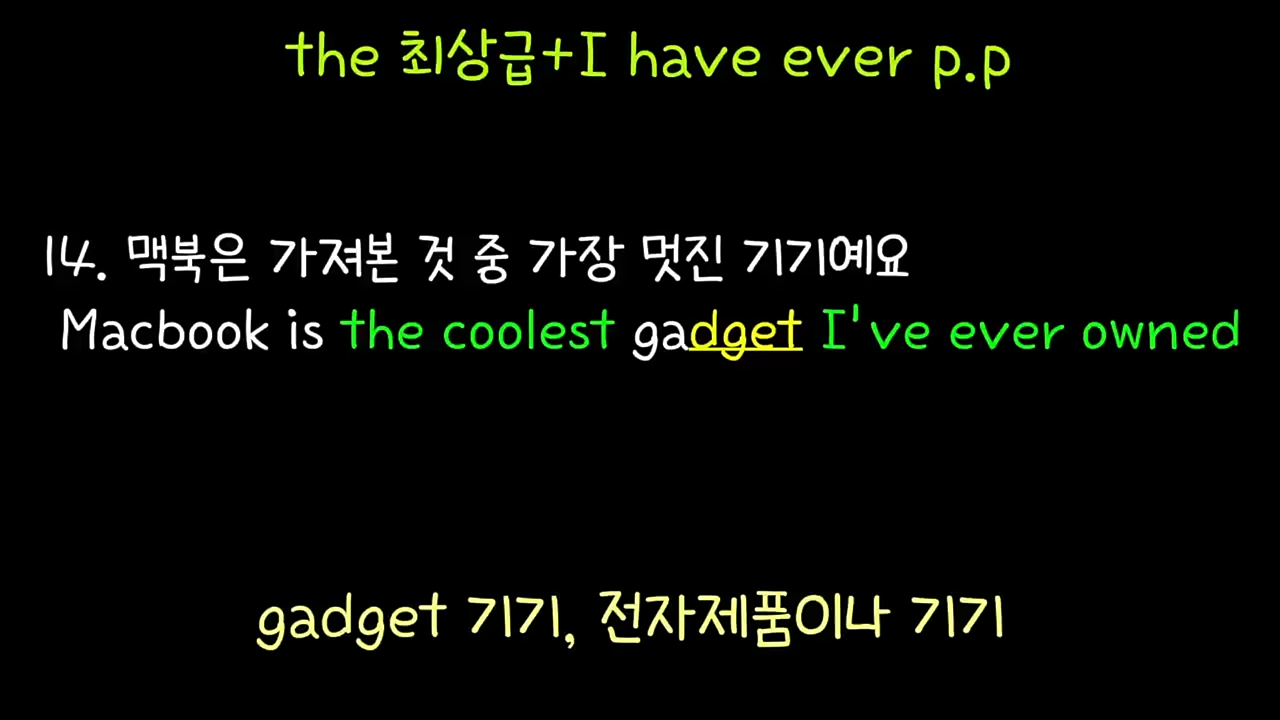 the 최상급+I have ever p.p
14. 맥북은 가져본 것 중 가장 멋진 기기예요
Macbook is the coolest gadget I've ever owned
gadget 기기, 전자제품이나 기기